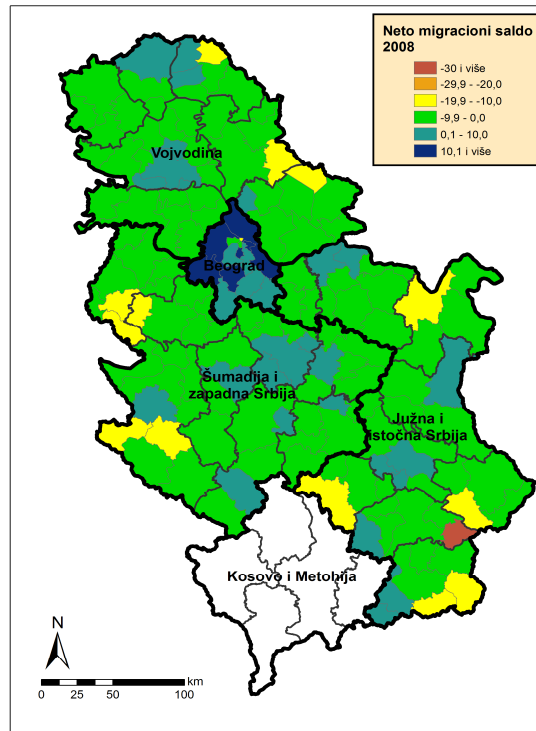 Neto migracioni saldo
2008
-30 i više
-29,9 - -20,0
-19,9 - -10,0
-9,9 - 0,0
0,1 - 10,0
10,1 i više
Vojvodina
Beograd
Šumadija i
zapadna Srbija
Južna i
istočna Srbija
Kosovo i Metohija
N
km
0 25 50 100